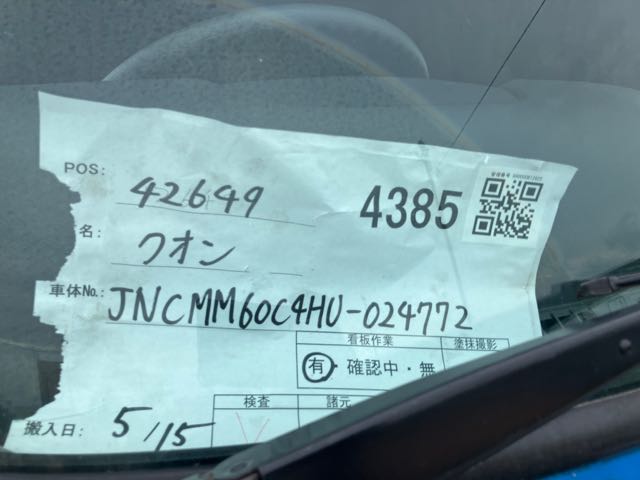 POS: 42649 4385
名: クオン
車体No.: JNCMM60C4HU-024772
看板作業 塗抹撮影
有 確認中・無
検査 諸元
搬入日: 5/15